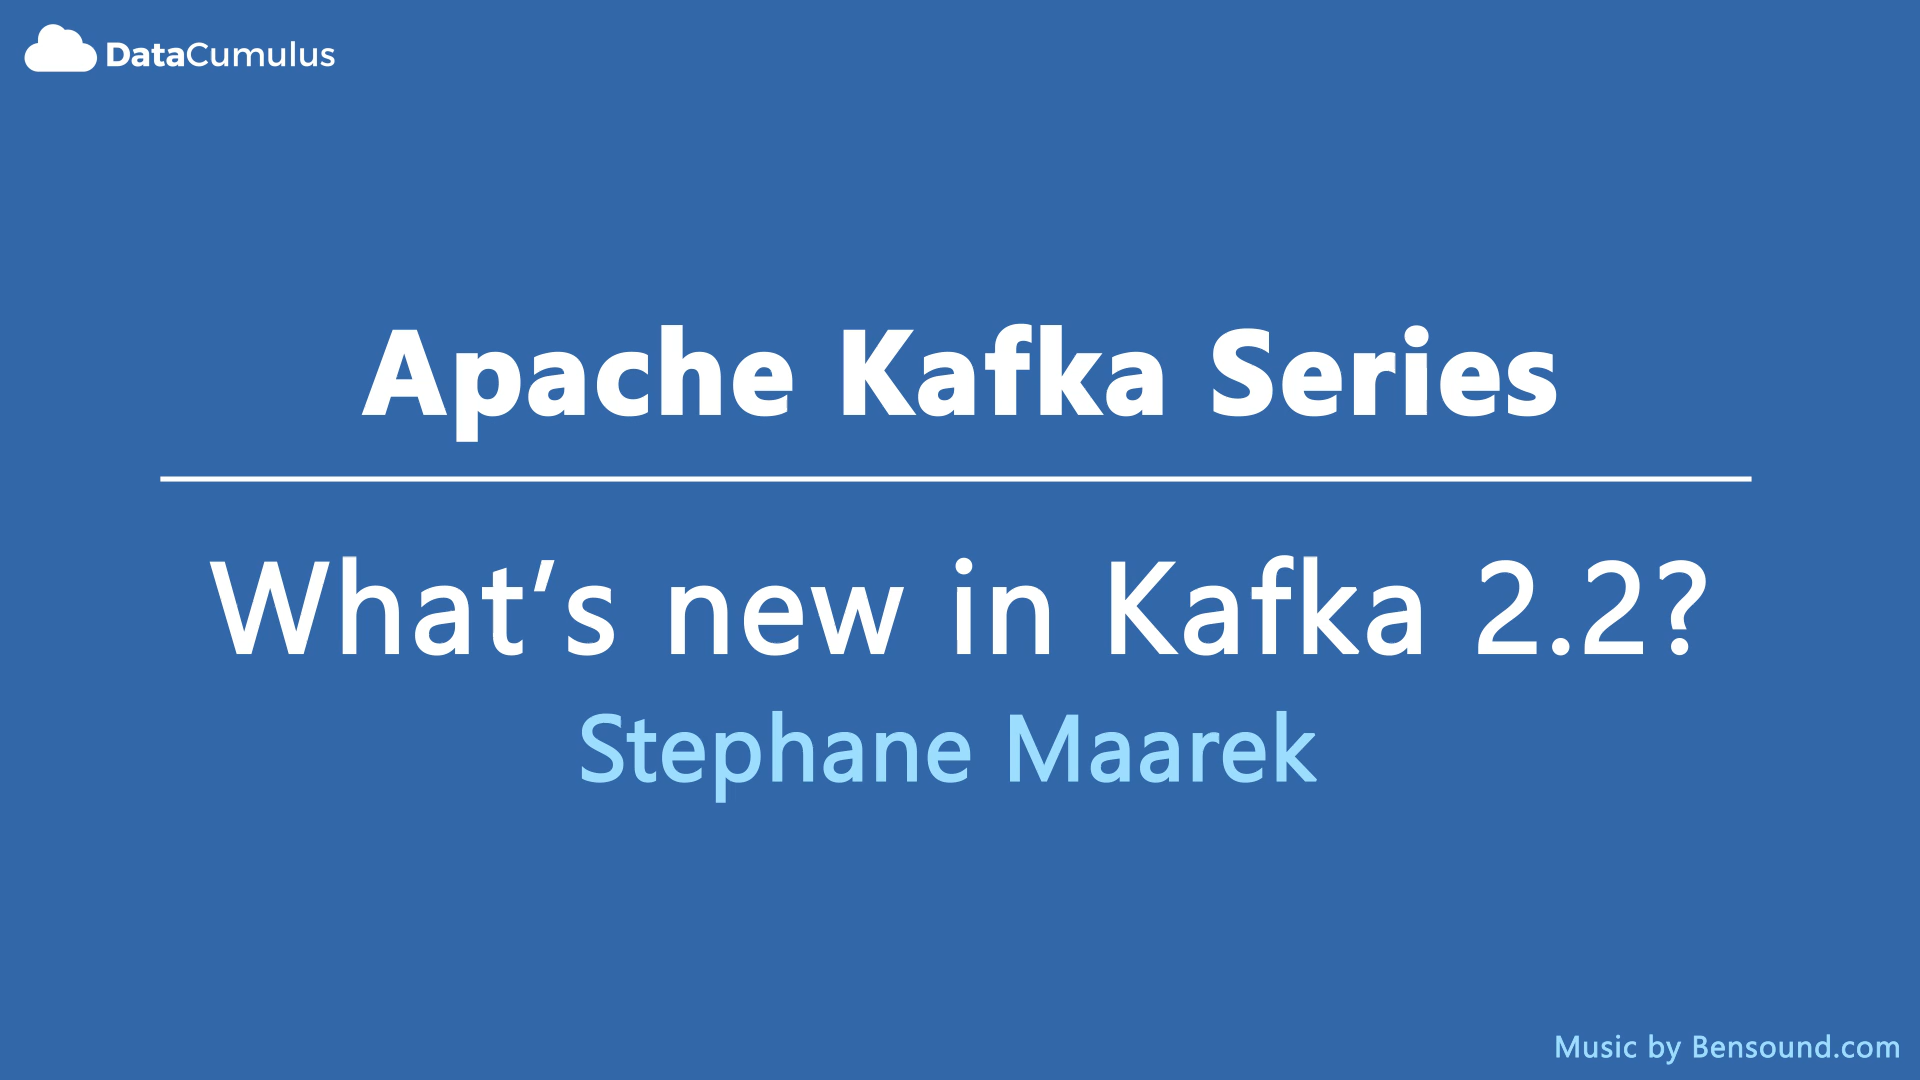 DataCumulus
Apache Kafka Series
What’s new in Kafka 2.2?
Stephane Maarek
Music by Bensound.com